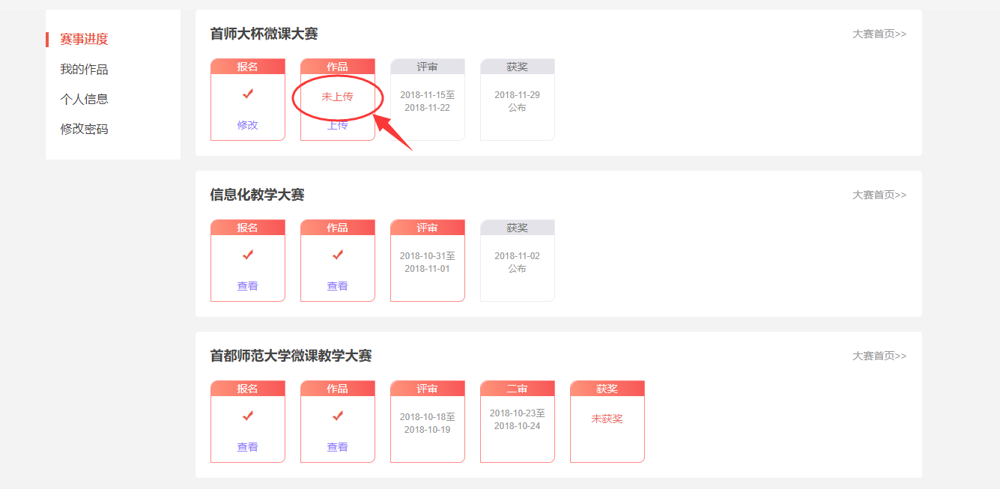 赛事进度
我的作品
个人信息
修改密码
首师大杯微课大赛
大赛首页>>
报名
修改
作品
未上传
上传
评审
2018-11-15至
2018-11-22
获奖
2018-11-29
公布
信息化教学大赛
大赛首页>>
报名
查看
作品
查看
评审
2018-10-31至
2018-11-01
获奖
2018-11-02
公布
首都师范大学微课教学大赛
大赛首页>>
报名
查看
作品
查看
评审
2018-10-18至
2018-10-19
二审
2018-10-23至
2018-10-24
获奖
未获奖